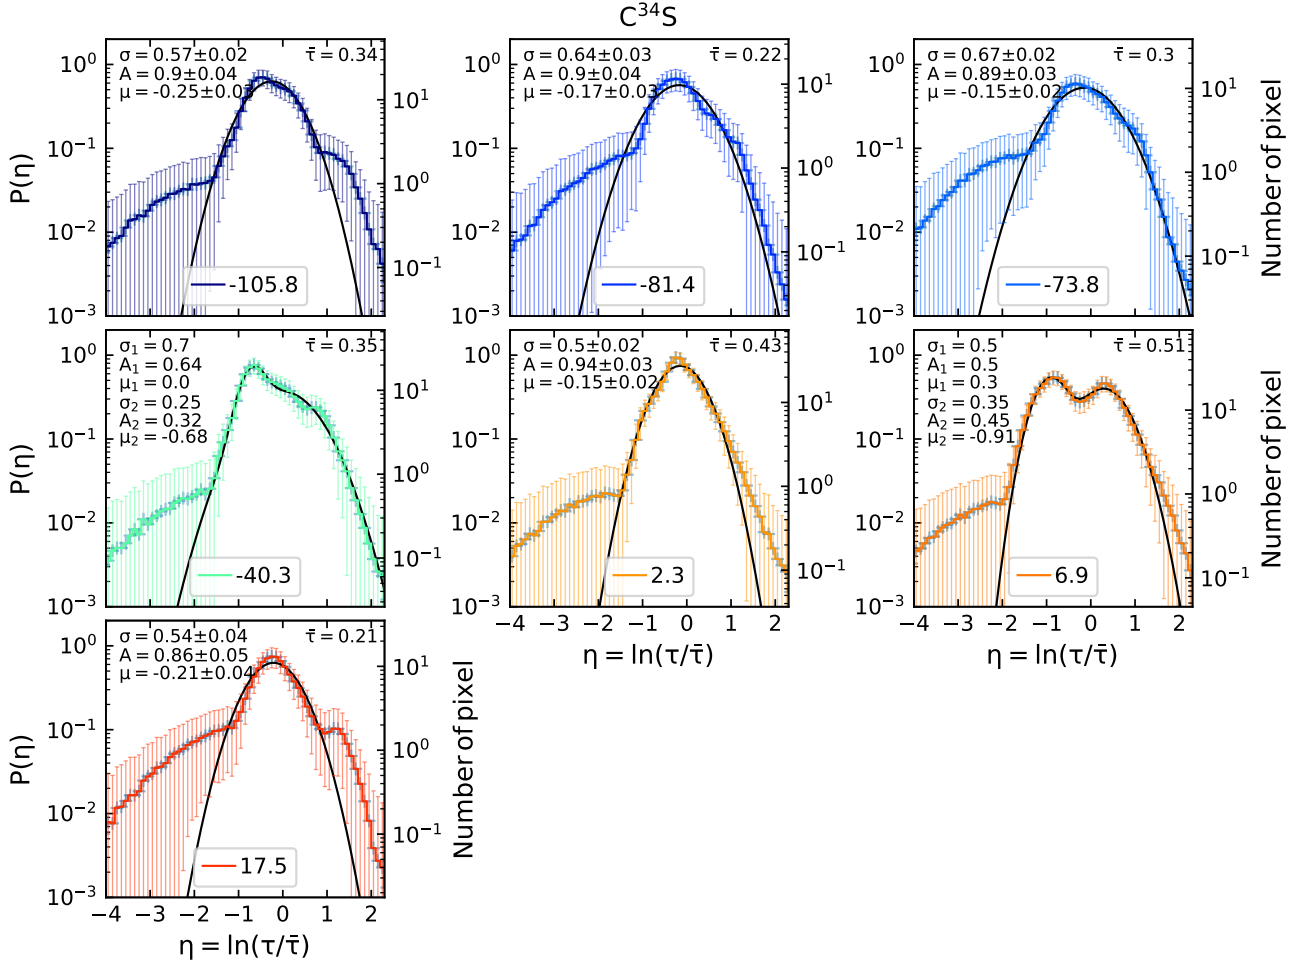 C³⁴S
σ = 0.57±0.02
A = 0.9±0.04
μ = -0.25±0.0
τ̄ = 0.34
10⁰
10⁻¹
10⁻²
10⁻³
P(η)
10¹
10⁰
10⁻¹
-105.8
σ = 0.64±0.03
A = 0.9±0.04
μ = -0.17±0.03
τ̄ = 0.22
10⁰
10⁻¹
10⁻²
10⁻³
10¹
10⁰
10⁻¹
-81.4
σ = 0.67±0.02
A = 0.89±0.03
μ = -0.15±0.02
τ̄ = 0.3
10⁰
10⁻¹
10⁻²
10⁻³
10¹
10⁰
10⁻¹
Number of pixel
-73.8
σ₁ = 0.7
A₁ = 0.64
μ₁ = 0.0
σ₂ = 0.25
A₂ = 0.32
μ₂ = -0.68
τ̄ = 0.35
10⁰
10⁻¹
10⁻²
10⁻³
P(η)
10¹
10⁰
10⁻¹
-40.3
σ = 0.5±0.02
A = 0.94±0.03
μ = -0.15±0.02
τ̄ = 0.43
10⁰
10⁻¹
10⁻²
10⁻³
10¹
10⁰
10⁻¹
2.3
−4 −3 −2 −1 0 1 2
η = ln(τ/τ̄)
σ₁ = 0.5
A₁ = 0.5
μ₁ = 0.3
σ₂ = 0.35
A₂ = 0.45
μ₂ = -0.91
τ̄ = 0.51
10⁰
10⁻¹
10⁻²
10⁻³
10¹
10⁰
10⁻¹
Number of pixel
6.9
−4 −3 −2 −1 0 1 2
η = ln(τ/τ̄)
σ = 0.54±0.04
A = 0.86±0.05
μ = -0.21±0.04
τ̄ = 0.21
10⁰
10⁻¹
10⁻²
10⁻³
P(η)
10¹
10⁰
10⁻¹
Number of pixel
17.5
−4 −3 −2 −1 0 1 2
η = ln(τ/τ̄)